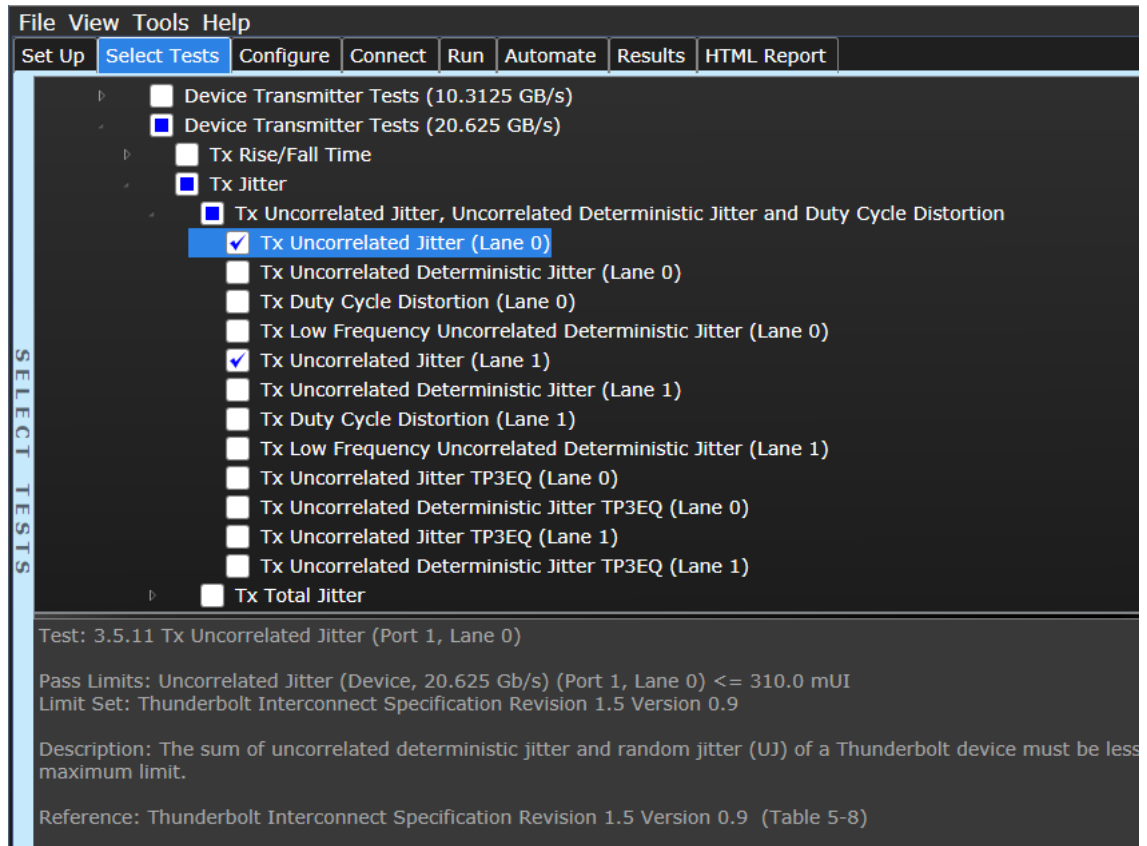 File View Tools Help
Set Up Select Tests Configure Connect Run Automate Results HTML Report
Device Transmitter Tests (10.3125 GB/s)
Device Transmitter Tests (20.625 GB/s)
Tx Rise/Fall Time
Tx Jitter
Tx Uncorrelated Jitter, Uncorrelated Deterministic Jitter and Duty Cycle Distortion
Tx Uncorrelated Jitter (Lane 0)
Tx Uncorrelated Deterministic Jitter (Lane 0)
Tx Duty Cycle Distortion (Lane 0)
Tx Low Frequency Uncorrelated Deterministic Jitter (Lane 0)
Tx Uncorrelated Jitter (Lane 1)
Tx Uncorrelated Deterministic Jitter (Lane 1)
Tx Duty Cycle Distortion (Lane 1)
Tx Low Frequency Uncorrelated Deterministic Jitter (Lane 1)
Tx Uncorrelated Jitter TP3EQ (Lane 0)
Tx Uncorrelated Deterministic Jitter TP3EQ (Lane 0)
Tx Uncorrelated Jitter TP3EQ (Lane 1)
Tx Uncorrelated Deterministic Jitter TP3EQ (Lane 1)
Tx Total Jitter
SELECT TESTS
Test: 3.5.11 Tx Uncorrelated Jitter (Port 1, Lane 0)
Pass Limits: Uncorrelated Jitter (Device, 20.625 Gb/s) (Port 1, Lane 0) <= 310.0 mUI
Limit Set: Thunderbolt Interconnect Specification Revision 1.5 Version 0.9
Description: The sum of uncorrelated deterministic jitter and random jitter (UJ) of a Thunderbolt device must be less
maximum limit.
Reference: Thunderbolt Interconnect Specification Revision 1.5 Version 0.9 (Table 5-8)